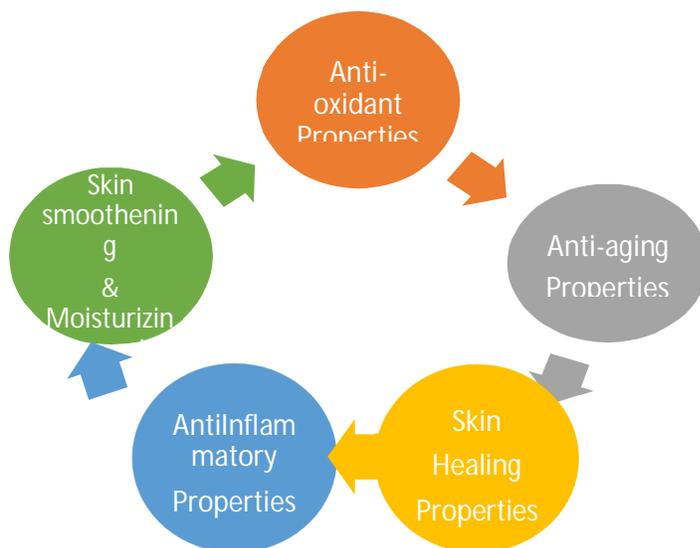 Anti-
oxidant
Properties
Anti-aging
Properties
Skin
Healing
Properties
AntiInflam
matory
Properties
Skin
smoothenin
g
&
Moisturizin